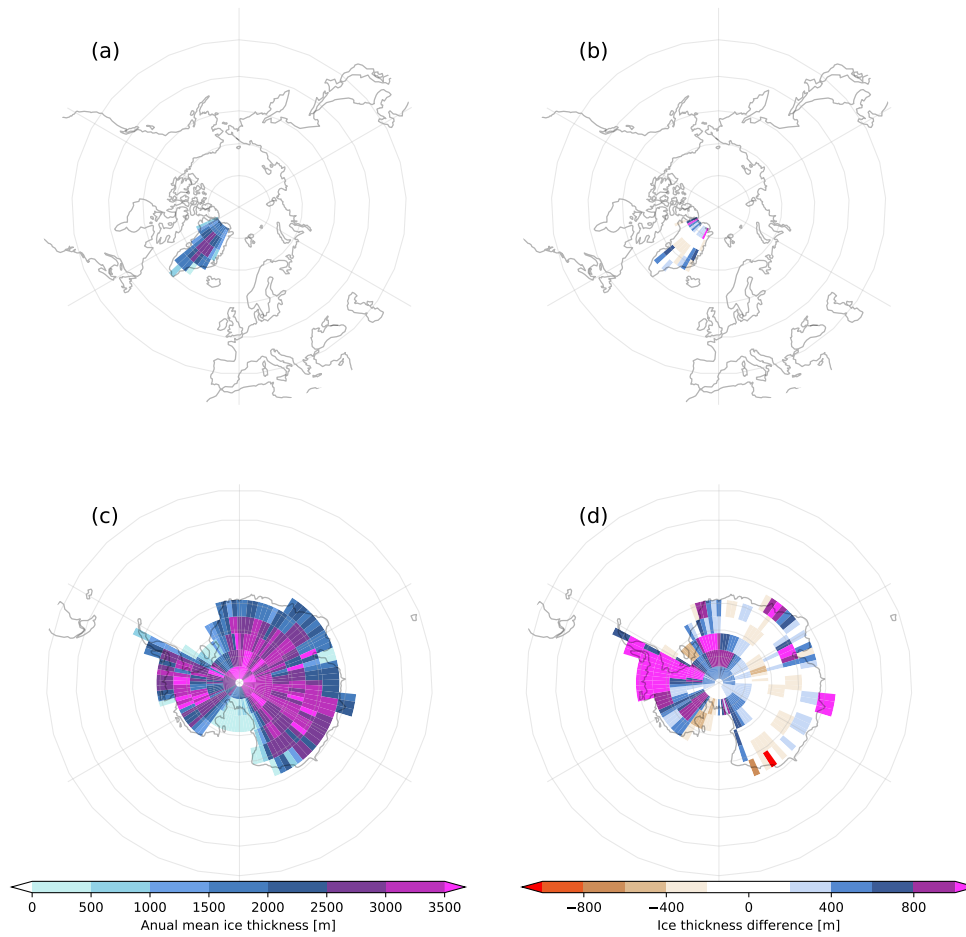 (a)
(b)
(c)
(d)
0 500 1000 1500 2000 2500 3000 3500
Anual mean ice thickness [m]
−800 −400 0 400 800
Ice thickness difference [m]